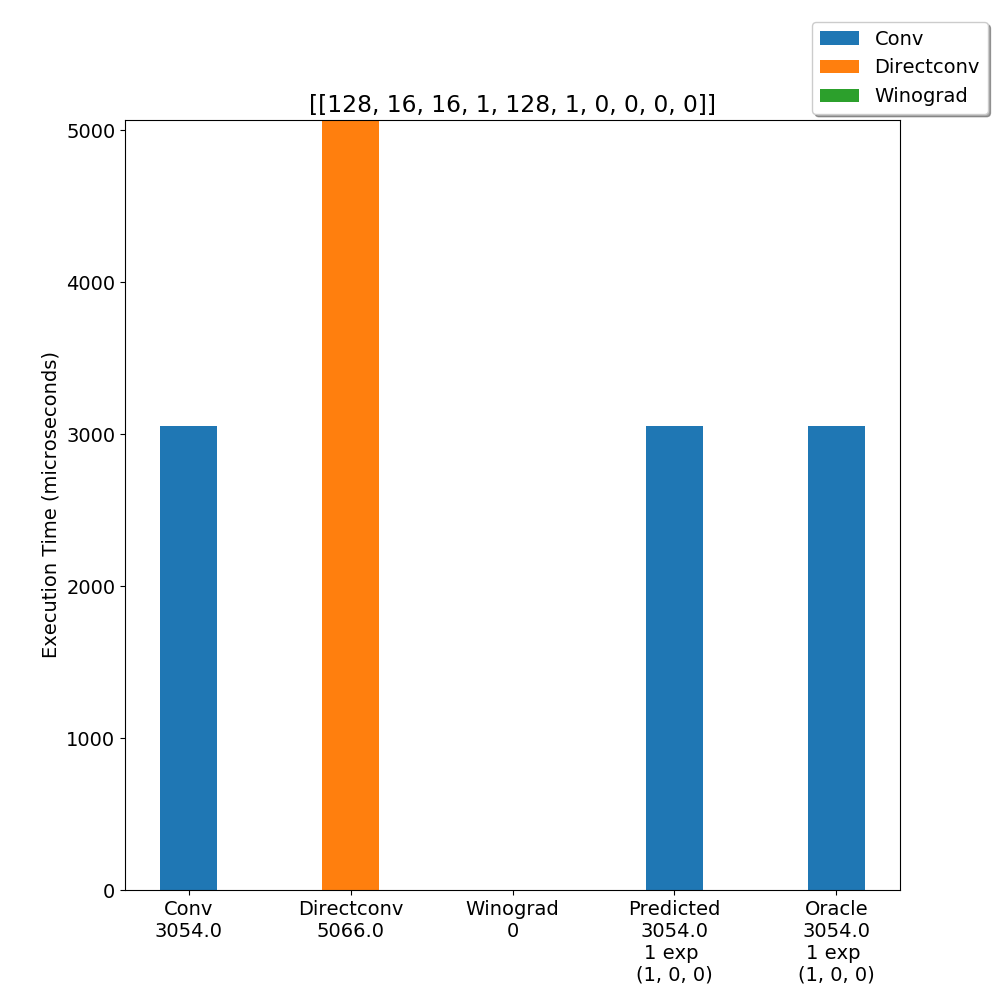 Conv
Directconv
Winograd
[[128, 16, 16, 1, 128, 1, 0, 0, 0, 0]]
Execution Time (microseconds)
5000
4000
3000
2000
1000
0
Conv
3054.0
Directconv
5066.0
Winograd
0
Predicted
3054.0
1 exp
(1, 0, 0)
Oracle
3054.0
1 exp
(1, 0, 0)